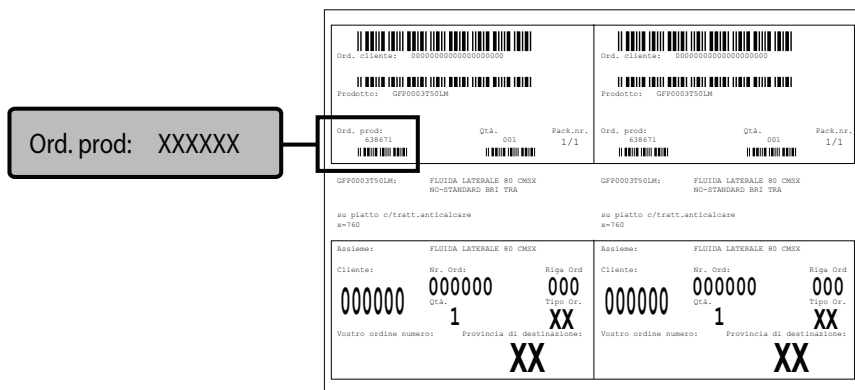 Ord. prod: XXXXXX
Ord. cliente: 00000000000000000000
Prodotto: GFP0003T50LM
Ord. prod: Qtà. Pack.nr.
638671 001 1/1
GFP0003T50LM: FLUIDA LATERALE 80 CMSX
NO-STANDARD BRI TRA
su piatto c/tratt.anticalcare
x=760
Assieme: FLUIDA LATERALE 80 CMSX
Cliente: Nr. Ord: Riga Ord
000000 000000 000
Qtà. Tipo Or.
1 XX
Vostro ordine numero: Provincia di destinazione:
XX
Ord. cliente: 00000000000000000000
Prodotto: GFP0003T50LM
Ord. prod: Qtà. Pack.nr.
638671 001 1/1
GFP0003T50LM: FLUIDA LATERALE 80 CMSX
NO-STANDARD BRI TRA
su piatto c/tratt.anticalcare
x=760
Assieme: FLUIDA LATERALE 80 CMSX
Cliente: Nr. Ord: Riga Ord
000000 000000 000
Qtà. Tipo Or.
1 XX
Vostro ordine numero: Provincia di destinazione:
XX